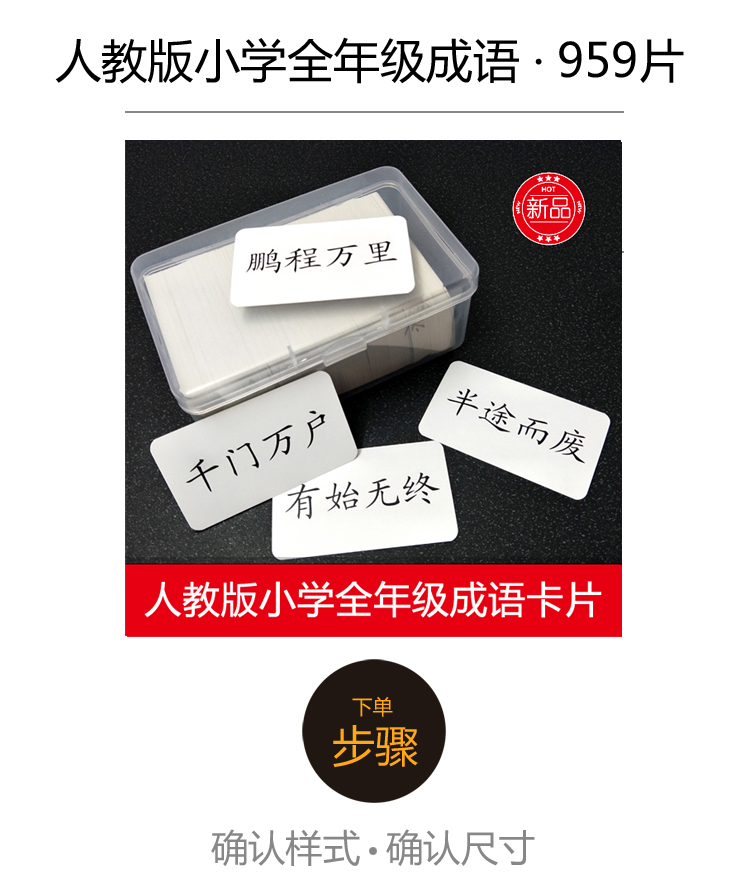 人教版小学全年级成语·959片
HOT
新品
鹏程万里
千门万户
半途而废
有始无终
人教版小学全年级成语卡片
下单
步骤
确认样式·确认尺寸